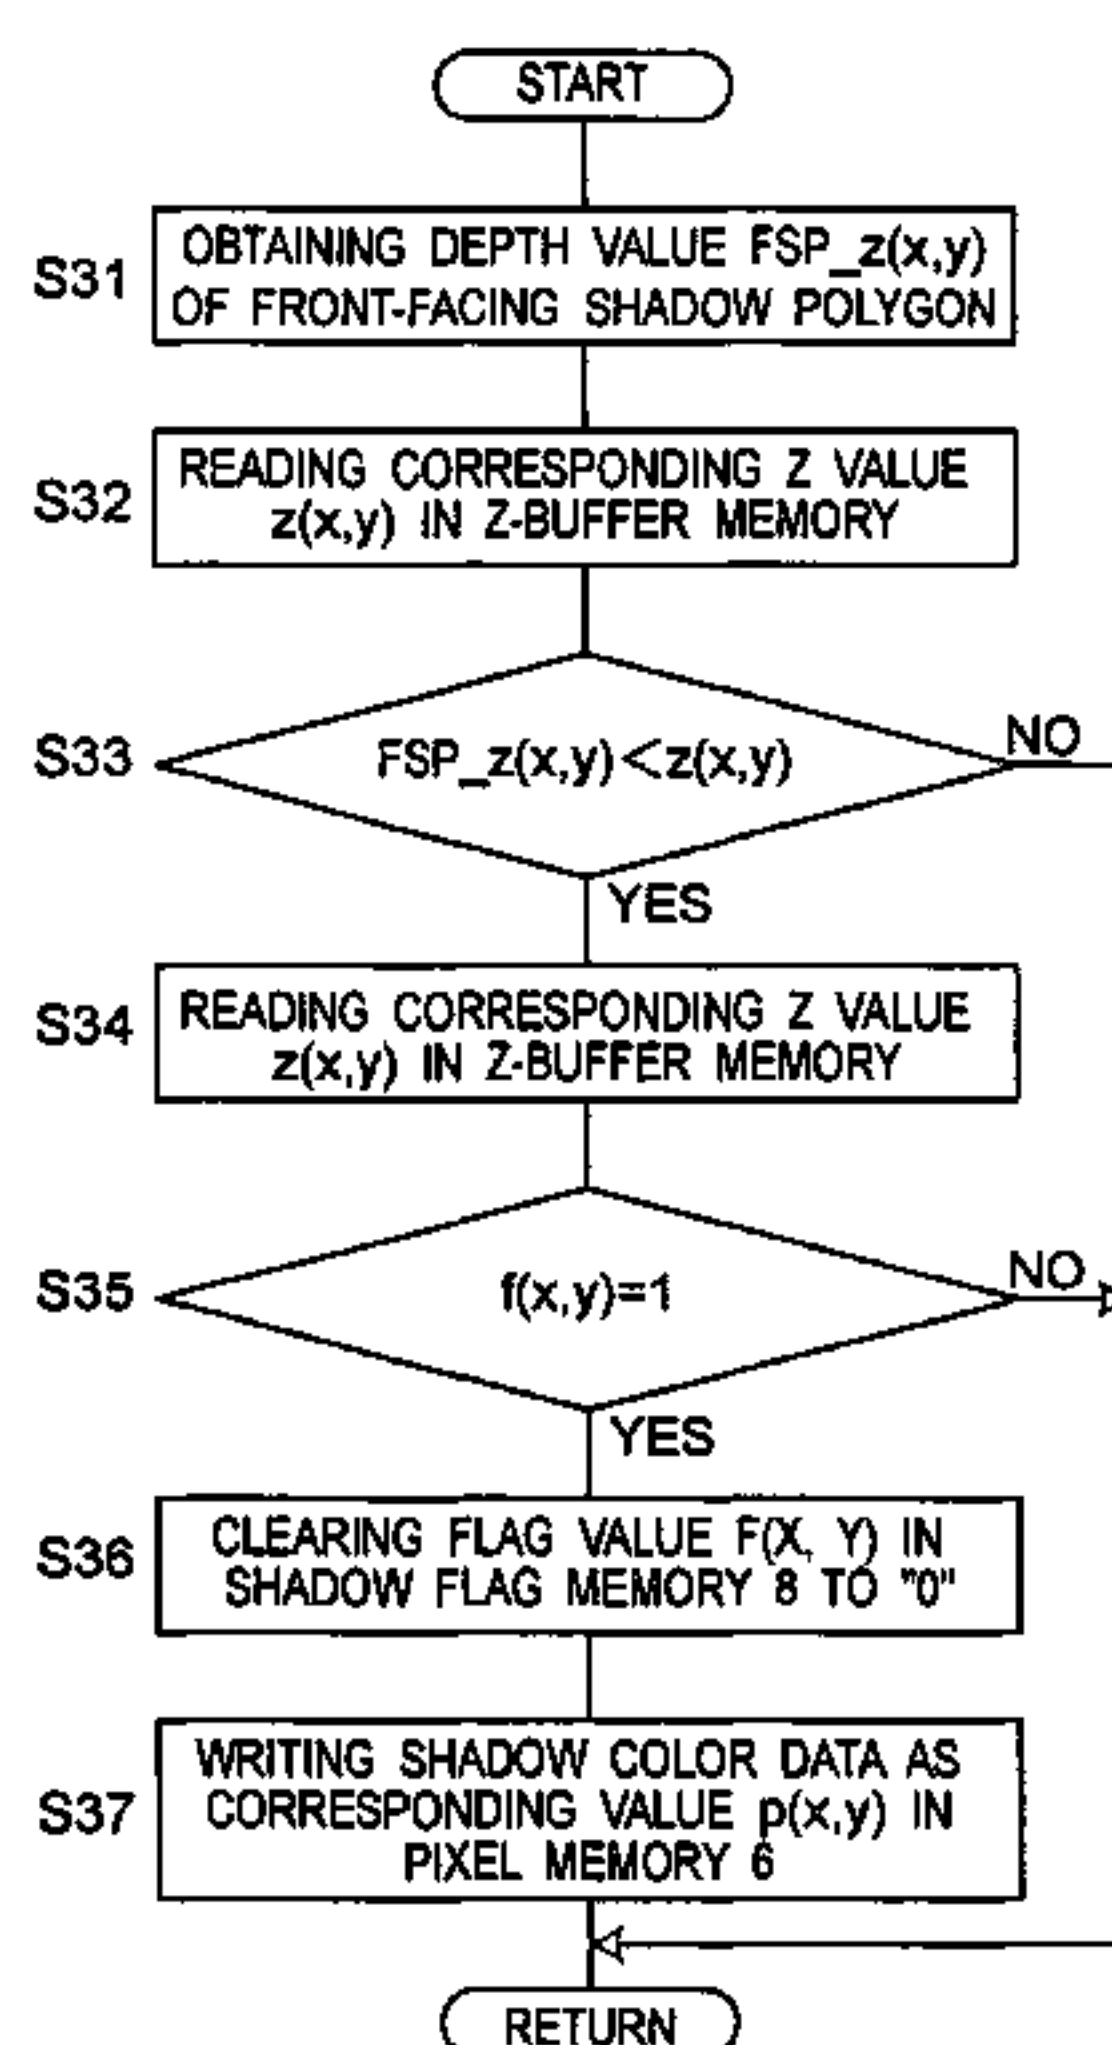 START
S31
OBTAINING DEPTH VALUE FSP_z(x,y)
OF FRONT-FACING SHADOW POLYGON
S32
READING CORRESPONDING Z VALUE
z(x,y) IN Z-BUFFER MEMORY
S33
FSP_z(x,y)<z(x,y)
NO
YES
S34
READING CORRESPONDING Z VALUE
z(x,y) IN Z-BUFFER MEMORY
S35
f(x,y)=1
NO
YES
S36
CLEARING FLAG VALUE F(X, Y) IN
SHADOW FLAG MEMORY 8 TO "0"
S37
WRITING SHADOW COLOR DATA AS
CORRESPONDING VALUE p(x,y) IN
PIXEL MEMORY 6
RETURN